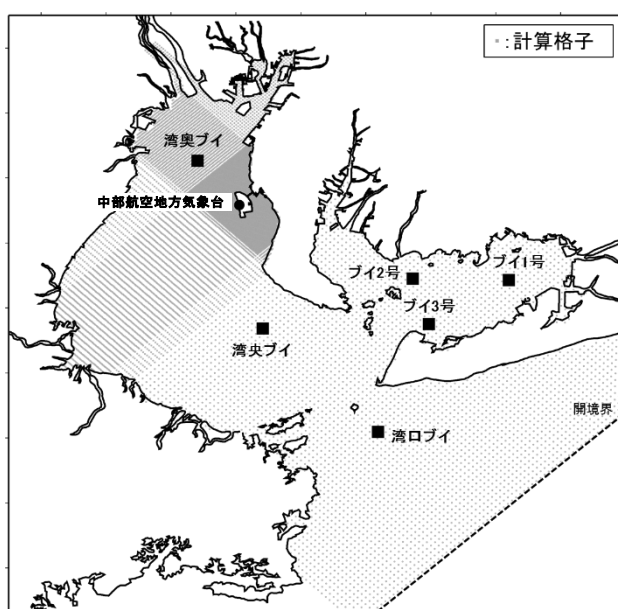 ・:計算格子
湾奥ブイ
中部航空地方気象台
ブイ2号
ブイ1号
ブイ3号
湾央ブイ
開境界
湾口ブイ